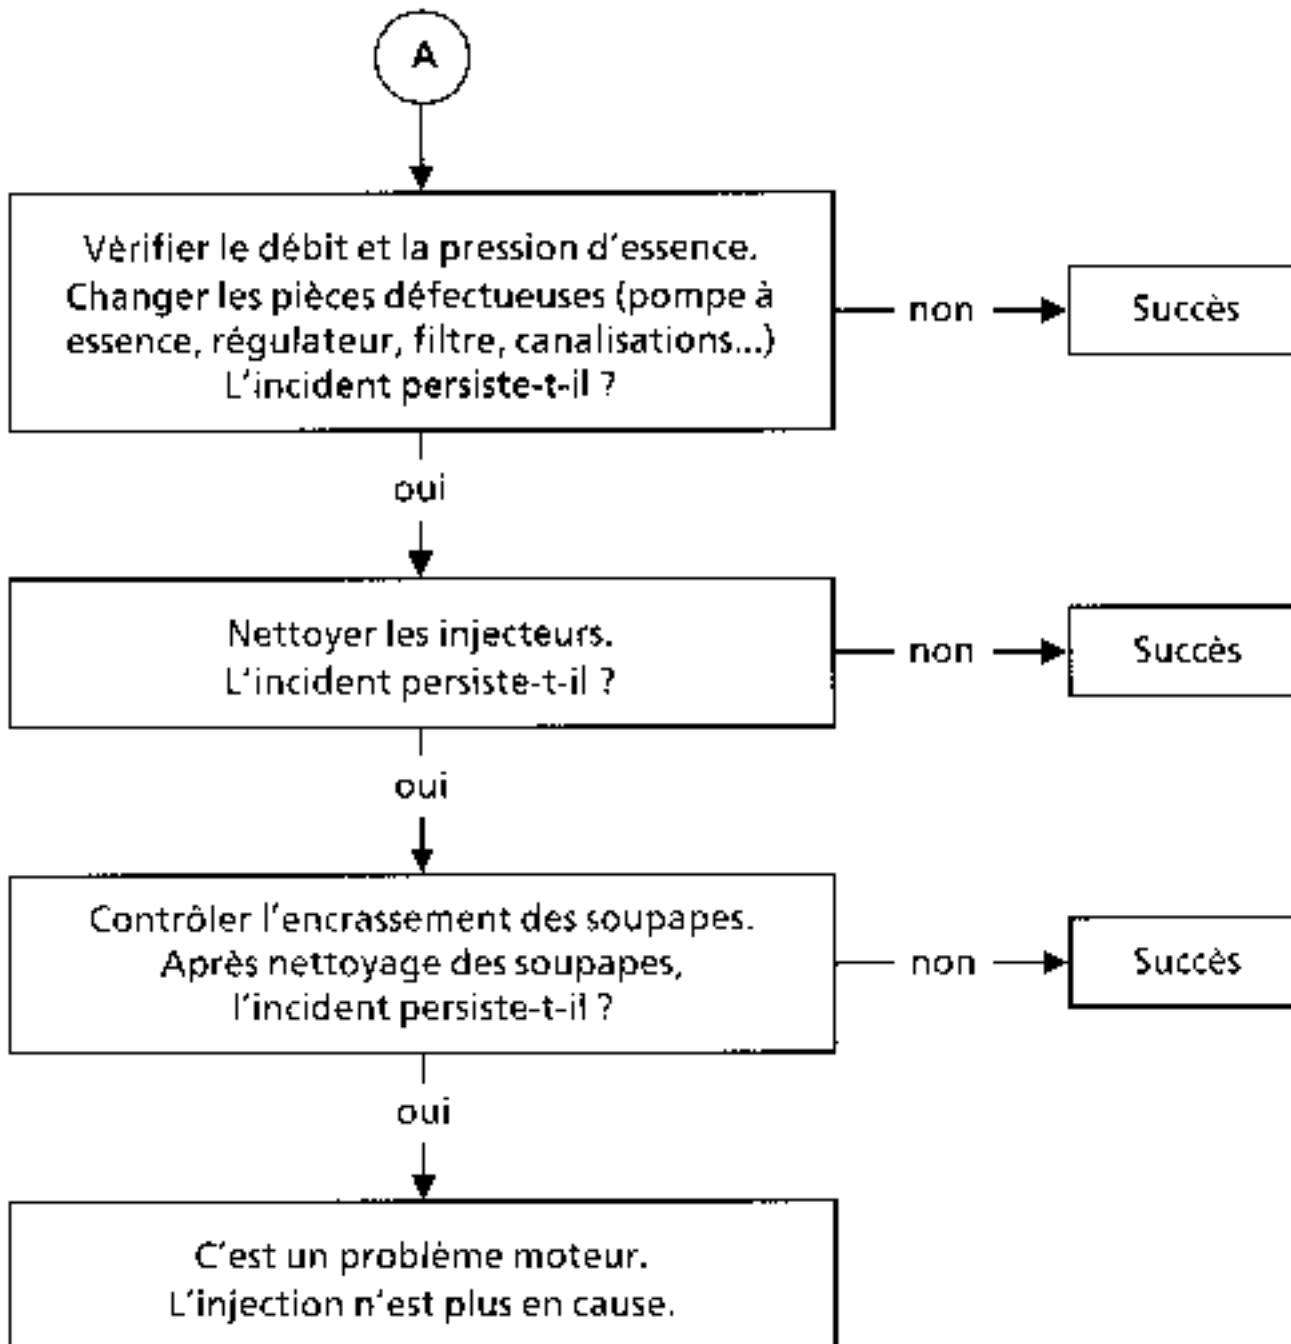 A
Vérifier le débit et la pression d'essence.
Changer les pièces défectueuses (pompe à
essence, régulateur, filtre, canalisations...)
L'incident persiste-t-il ?
non
Succès
oui
Nettoyer les injecteurs.
L'incident persiste-t-il ?
non
Succès
oui
Contrôler l'encrassement des soupapes.
Après nettoyage des soupapes,
l'incident persiste-t-il ?
non
Succès
oui
C'est un problème moteur.
L'injection n'est plus en cause.